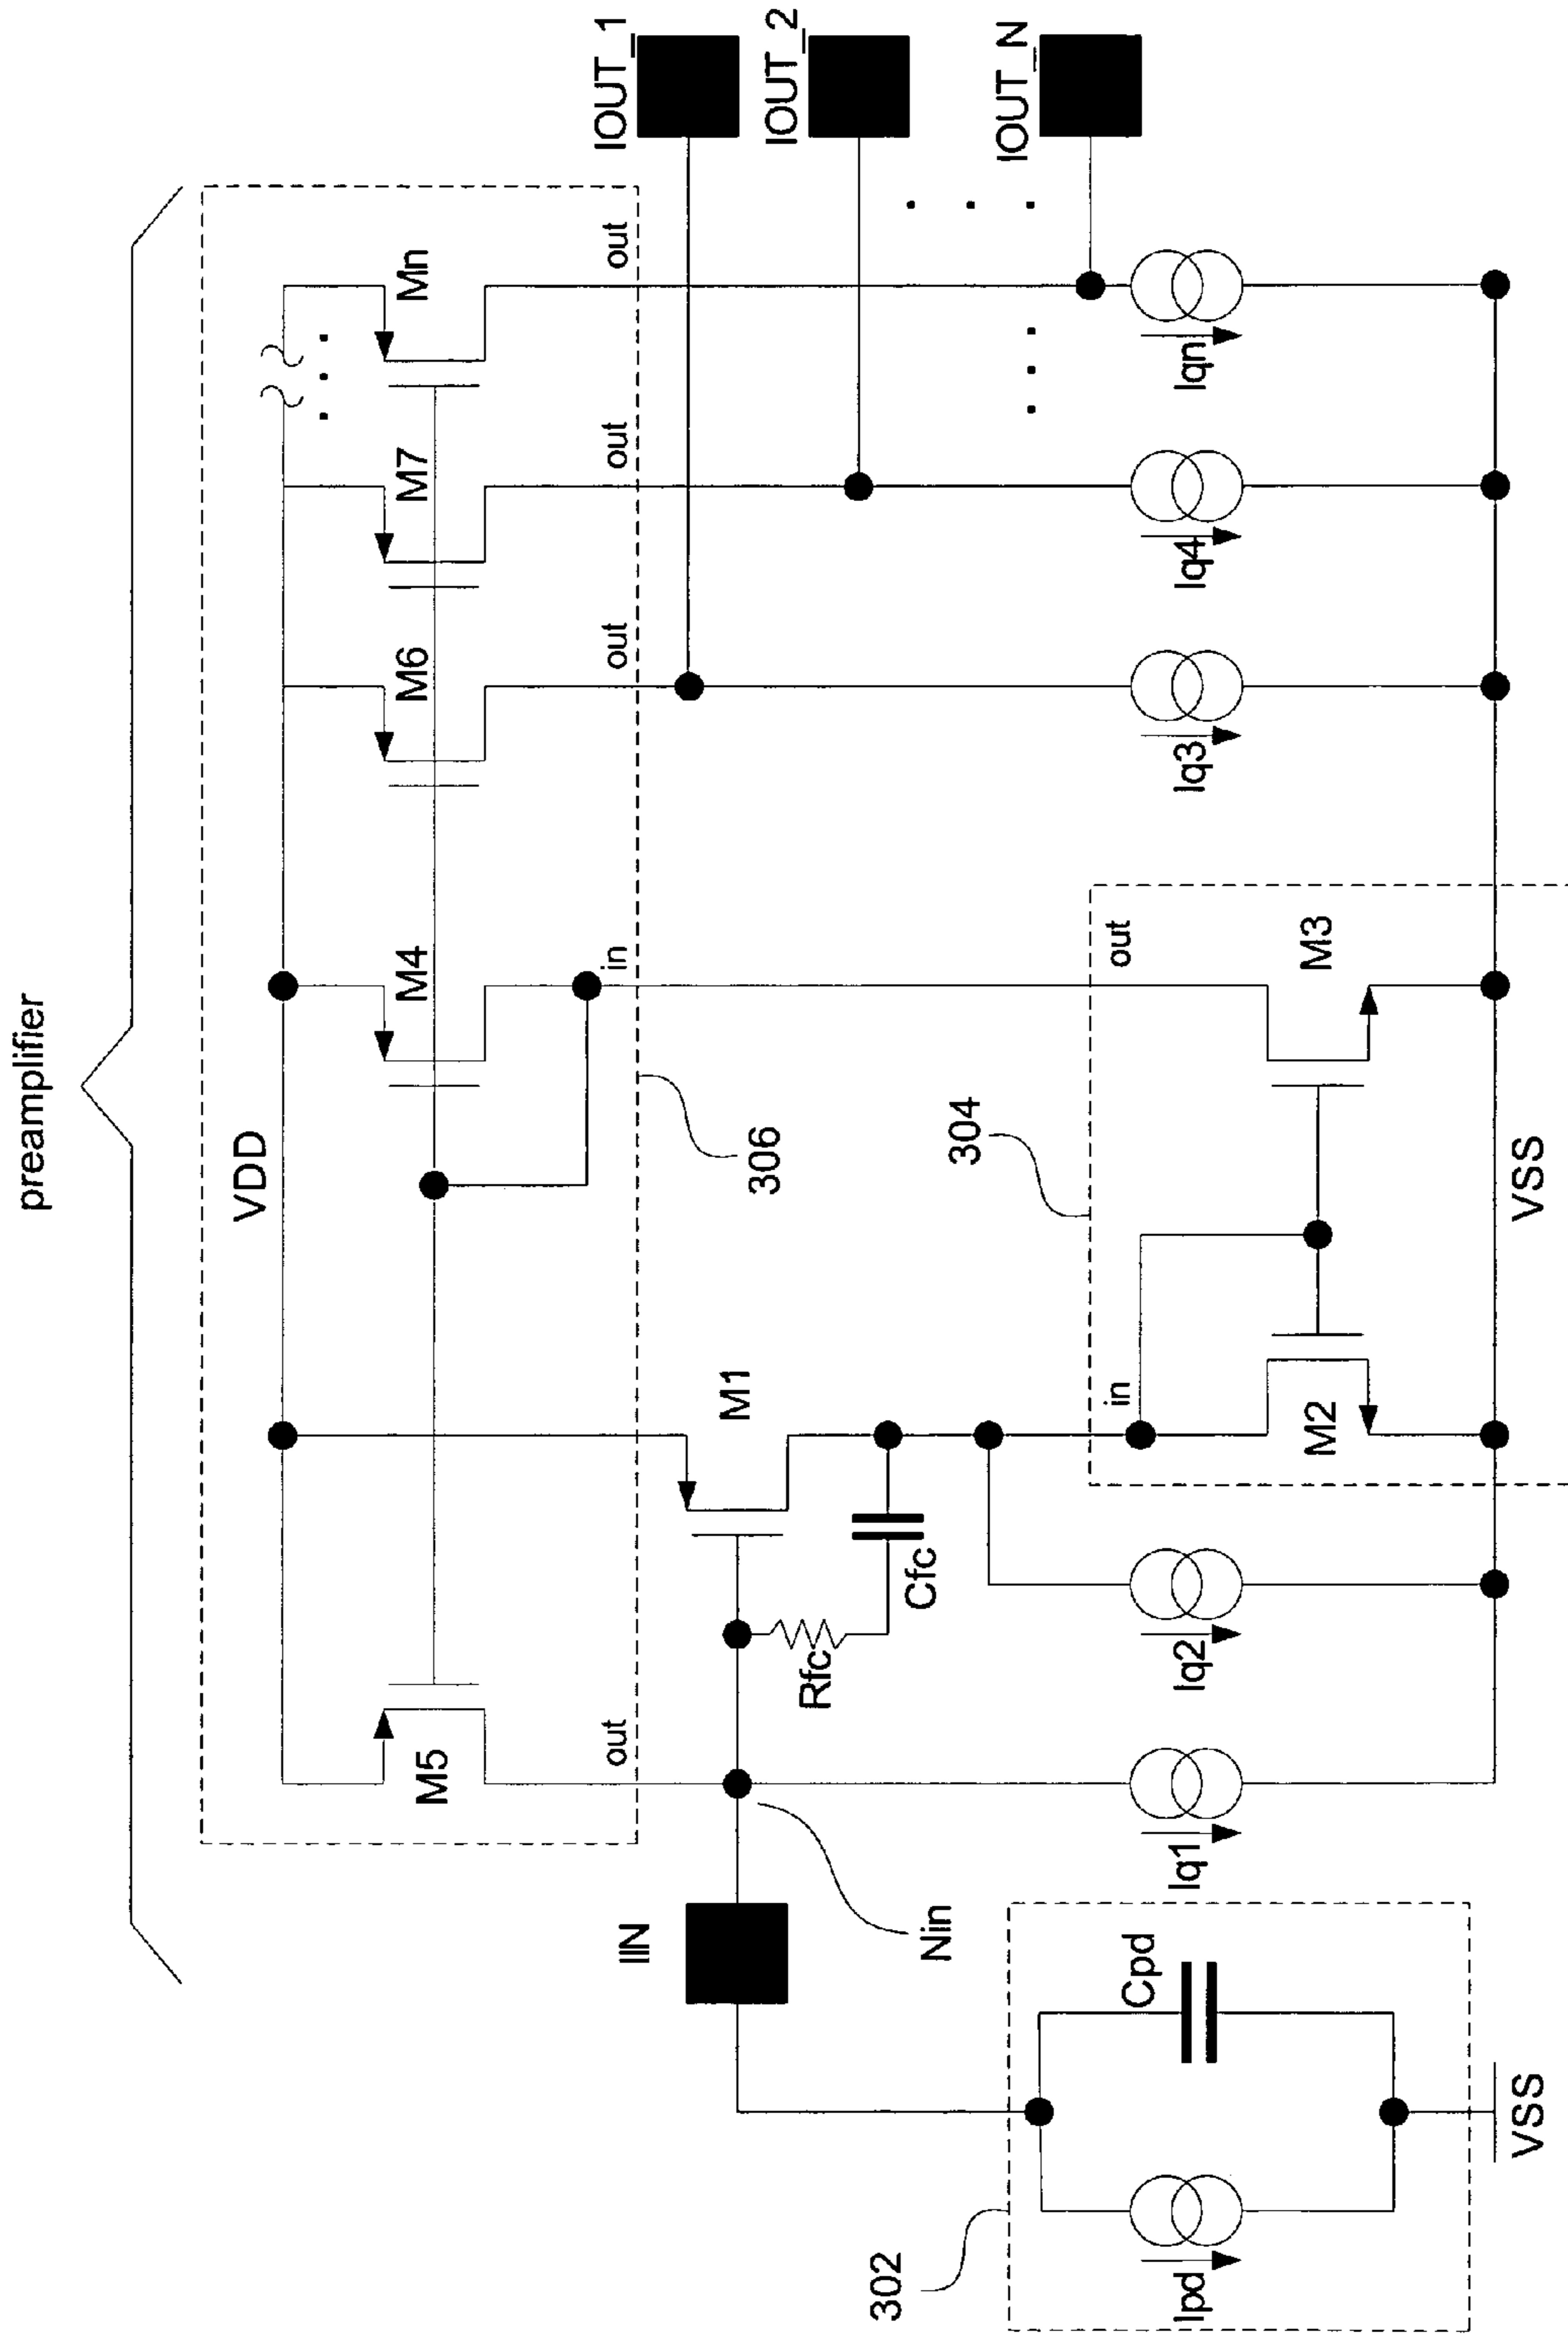 preamplifier
VDD
M5
M4
M6
M7
Mn
out
in
out
out
out
306
IOUT_1
IOUT_2
IOUT_N
IIN
Nin
M1
Rfc
Cfc
304
in
out
M2
M3
302
Ipd
Cpd
Iq1
Iq2
Iq3
Iq4
Iqn
VSS
VSS